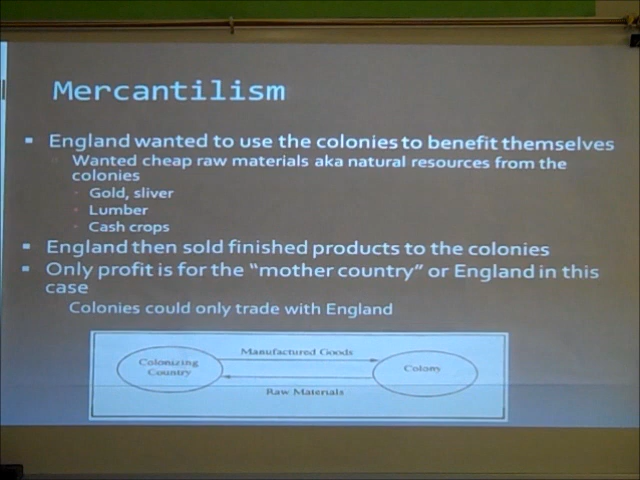 Mercantilism
England wanted to use the colonies to benefit themselves
Wanted cheap raw materials aka natural resources from the
colonies
Gold, sliver
Lumber
Cash crops
England then sold finished products to the colonies
Only profit is for the “mother country” or England in this
case
Colonies could only trade with England
Manufactured Goods
Colonizing
Country
Colony
Raw Materials